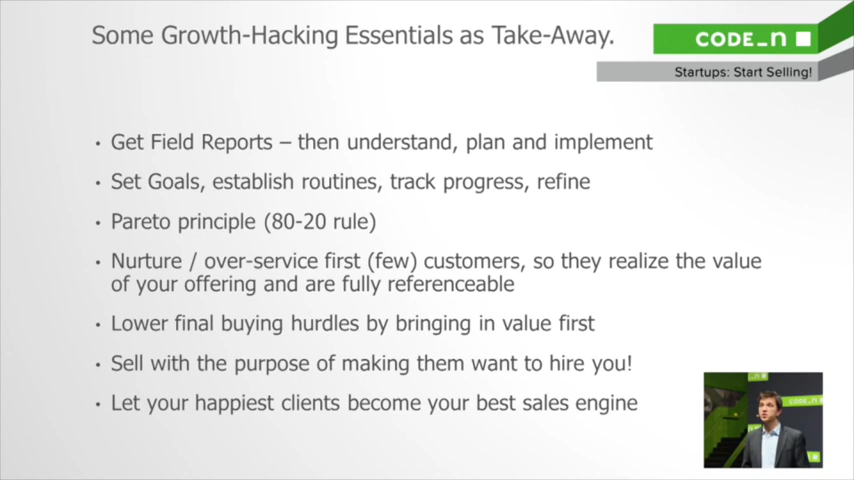 Some Growth-Hacking Essentials as Take-Away.
CODE_n
Startups: Start Selling!
• Get Field Reports – then understand, plan and implement
• Set Goals, establish routines, track progress, refine
• Pareto principle (80-20 rule)
• Nurture / over-service first (few) customers, so they realize the value
of your offering and are fully referenceable
• Lower final buying hurdles by bringing in value first
• Sell with the purpose of making them want to hire you!
• Let your happiest clients become your best sales engine
CODE_n